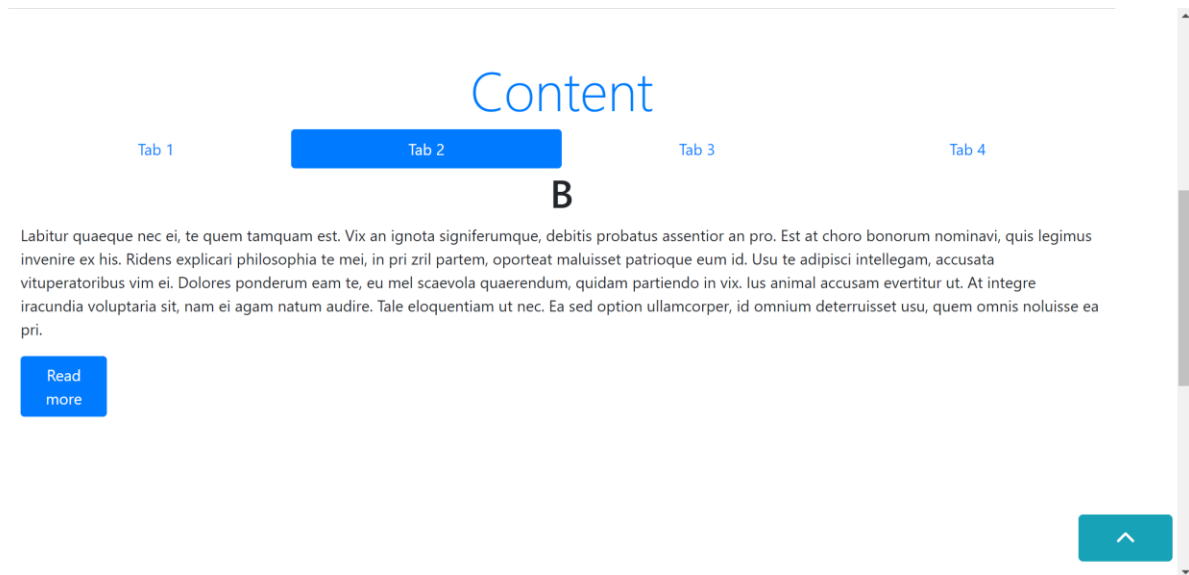 Content
Tab 1 Tab 2 Tab 3 Tab 4
B
Labitur quaeque nec ei, te quem tamquam est. Vix an ignota signiferumque, debitis probatus assentior an pro. Est at choro bonorum nominavi, quis legimus
invenire ex his. Ridens explicari philosophia te mei, in pri zril partem, oporteat maluisset patrioque eum id. Usu te adipisci intellegam, accusata
vituperatoribus vim ei. Dolores ponderum eam te, eu mel scaevola quaerendum, quidam partiendo in vix. Ius animal accusam evertitur ut. At integre
iracundia voluptaria sit, nam ei agam natum audire. Tale eloquentiam ut nec. Ea sed option ullamcorper, id omnium deterruisset usu, quem omnis noluisse ea
pri.
Read
more